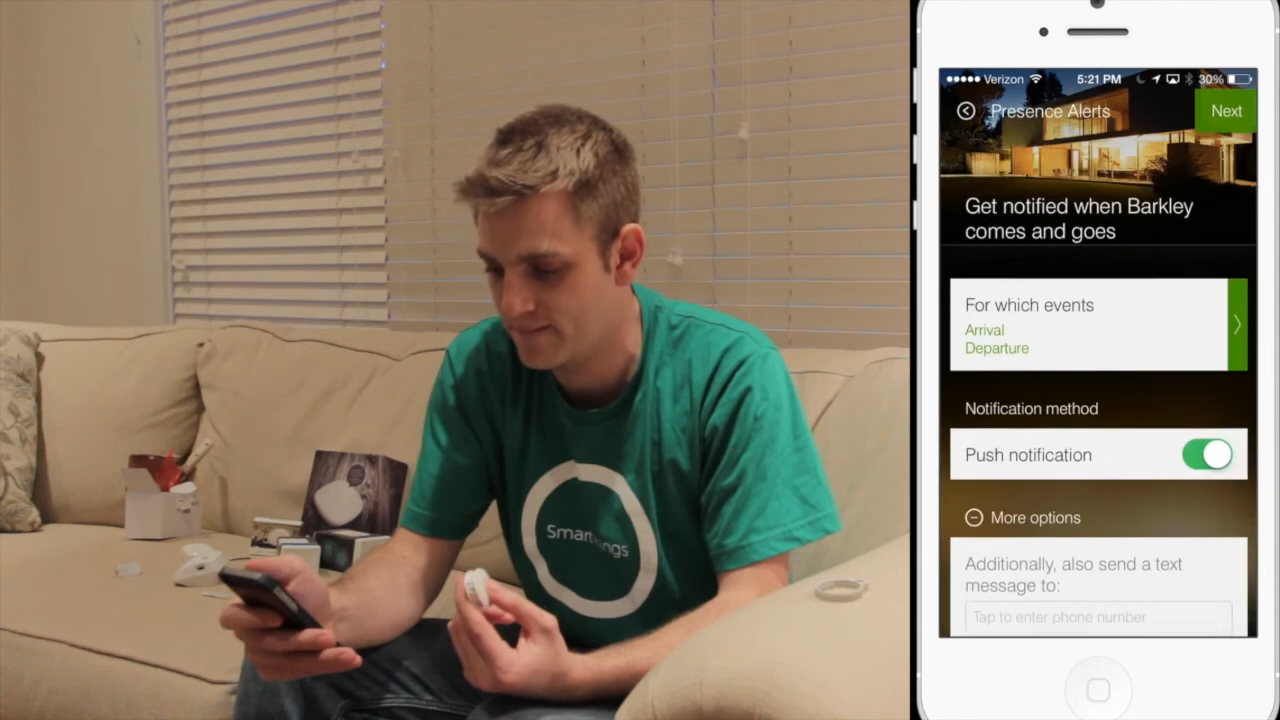 SmartThings
Verizon 5:21 PM 30%
Presence Alerts
Next
Get notified when Barkley
comes and goes
For which events
Arrival
Departure
Notification method
Push notification
More options
Additionally, also send a text
message to:
Tap to enter phone number